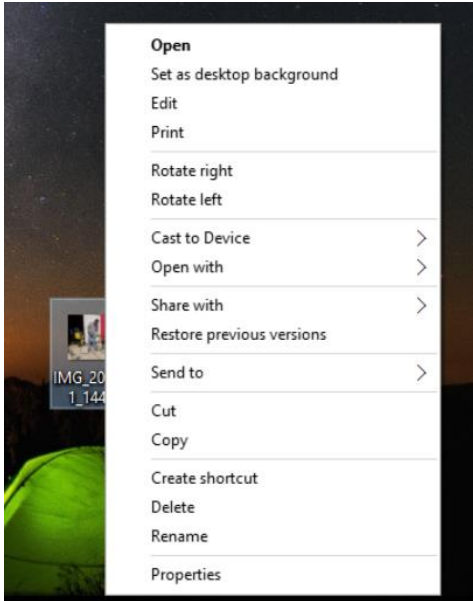 Open
Set as desktop background
Edit
Print
Rotate right
Rotate left
Cast to Device
Open with
Share with
Restore previous versions
Send to
IMG_20
1_144
Cut
Copy
Create shortcut
Delete
Rename
Properties